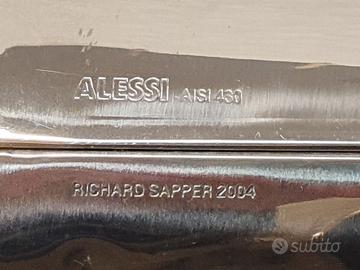 ALESSI AISI 430
RICHARD SAPPER 2004
subito